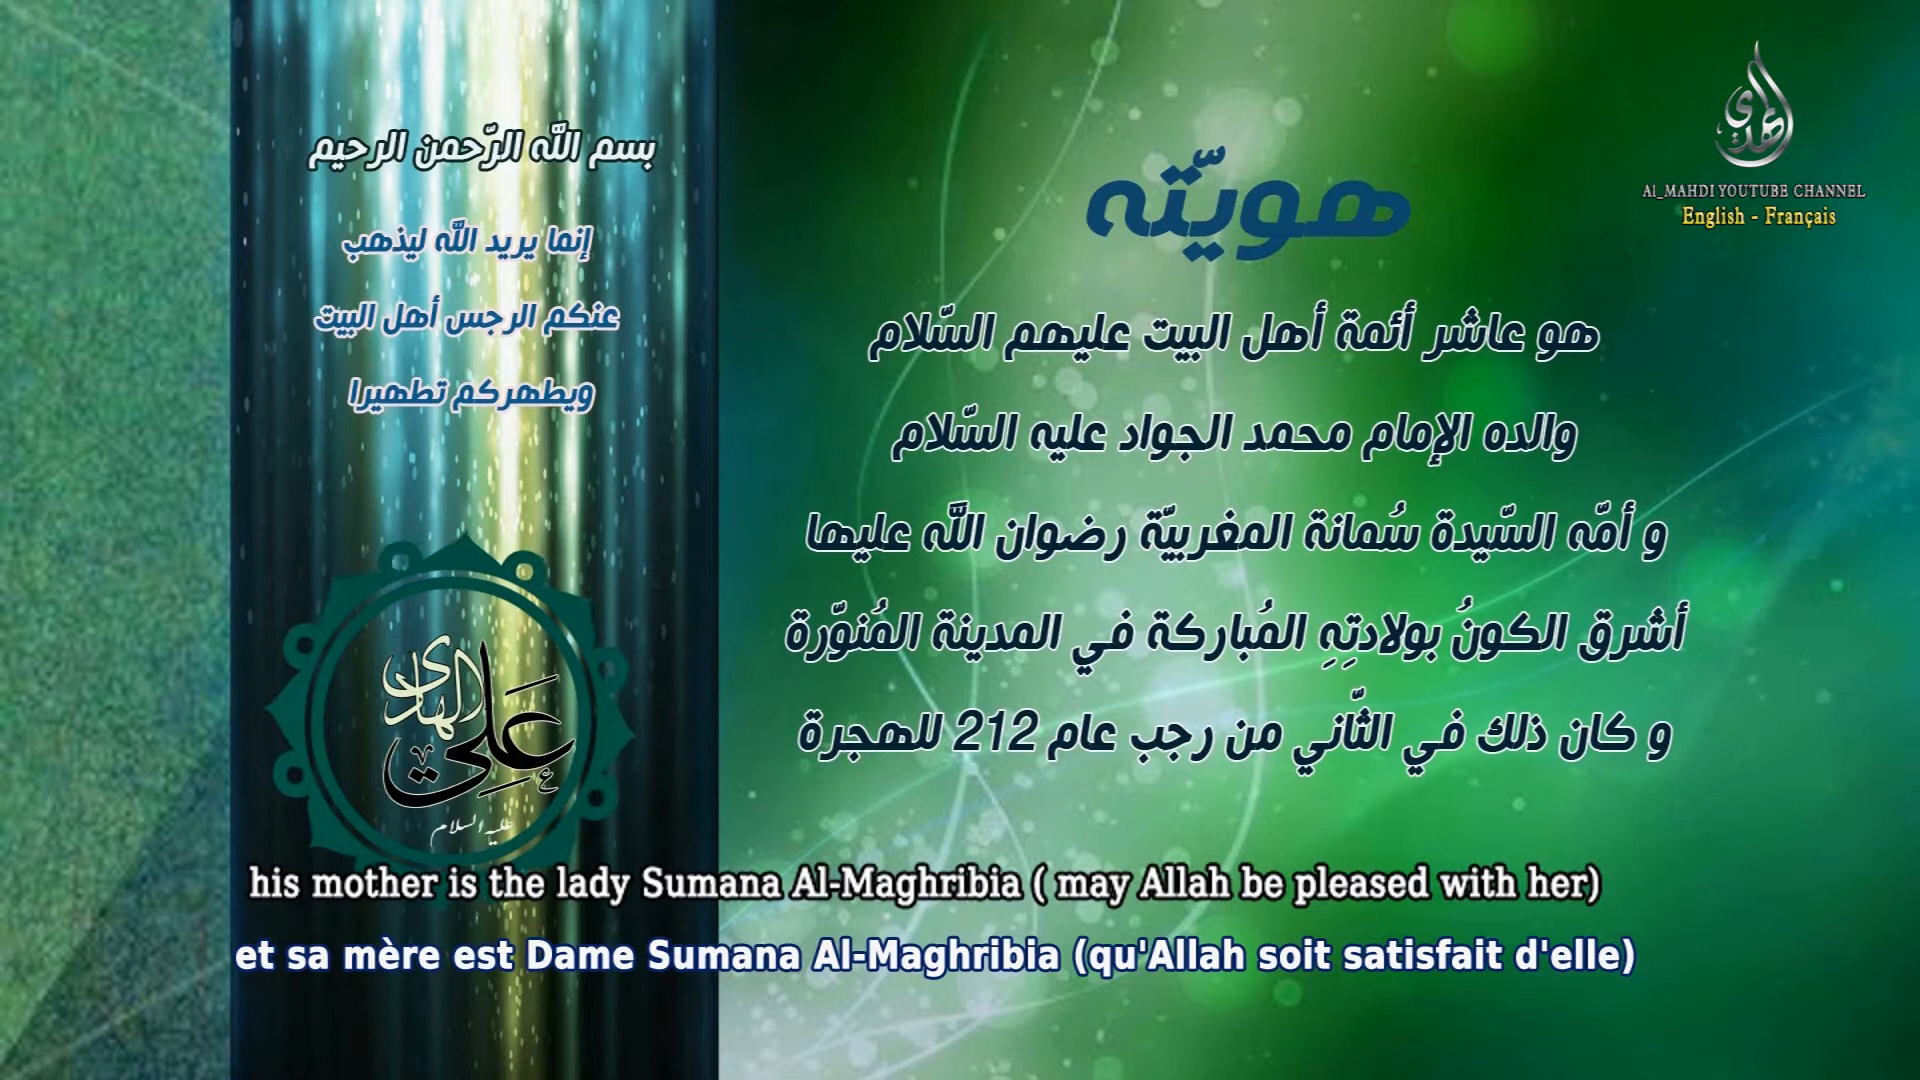 بسم الله الرّحمن الرحيم
إنما يريد الله ليذهب
عنكم الرجس أهل البيت
ويطهركم تطهيرا
علي الهادي
ع
عليه السلام
هويّته
هو عاشر أئمة أهل البيت عليهم السّلام
والده الإمام محمد الجواد عليه السّلام
و أمّه السّيدة سُمانة المغربيّة رضوان الله عليها
أشرق الكونُ بولادتِهِ المُباركة في المدينة المُنوّرة
و كان ذلك في الثّاني من رجب عام 212 للهجرة
المهدي
Al_MAHDI YOUTUBE CHANNEL
English - Français
his mother is the lady Sumana Al-Maghribia ( may Allah be pleased with her)
et sa mère est Dame Sumana Al-Maghribia (qu'Allah soit satisfait d'elle)